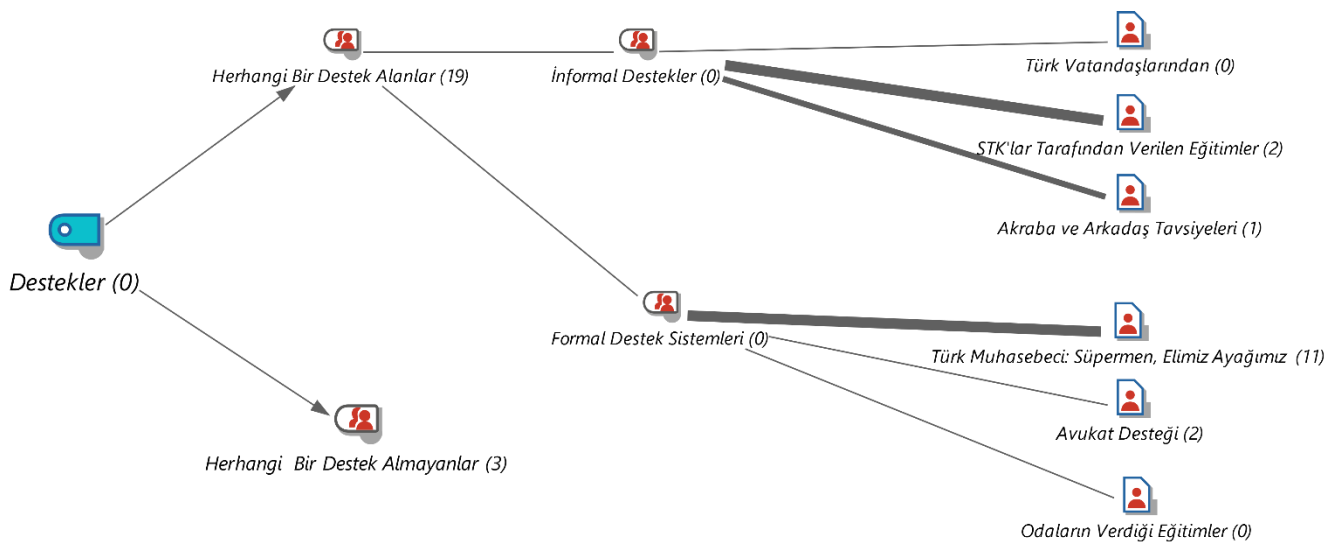 Türk Vatandaşlarından (0)
Herhangi Bir Destek Alanlar (19)
İnformal Destekler (0)
STK'lar Tarafından Verilen Eğitimler (2)
Akraba ve Arkadaş Tavsiyeleri (1)
Destekler (0)
Formal Destek Sistemleri (0)
Türk Muhasebeci: Süpermen, Elimiz Ayağımız (11)
Avukat Desteği (2)
Herhangi Bir Destek Almayanlar (3)
Odaların Verdiği Eğitimler (0)